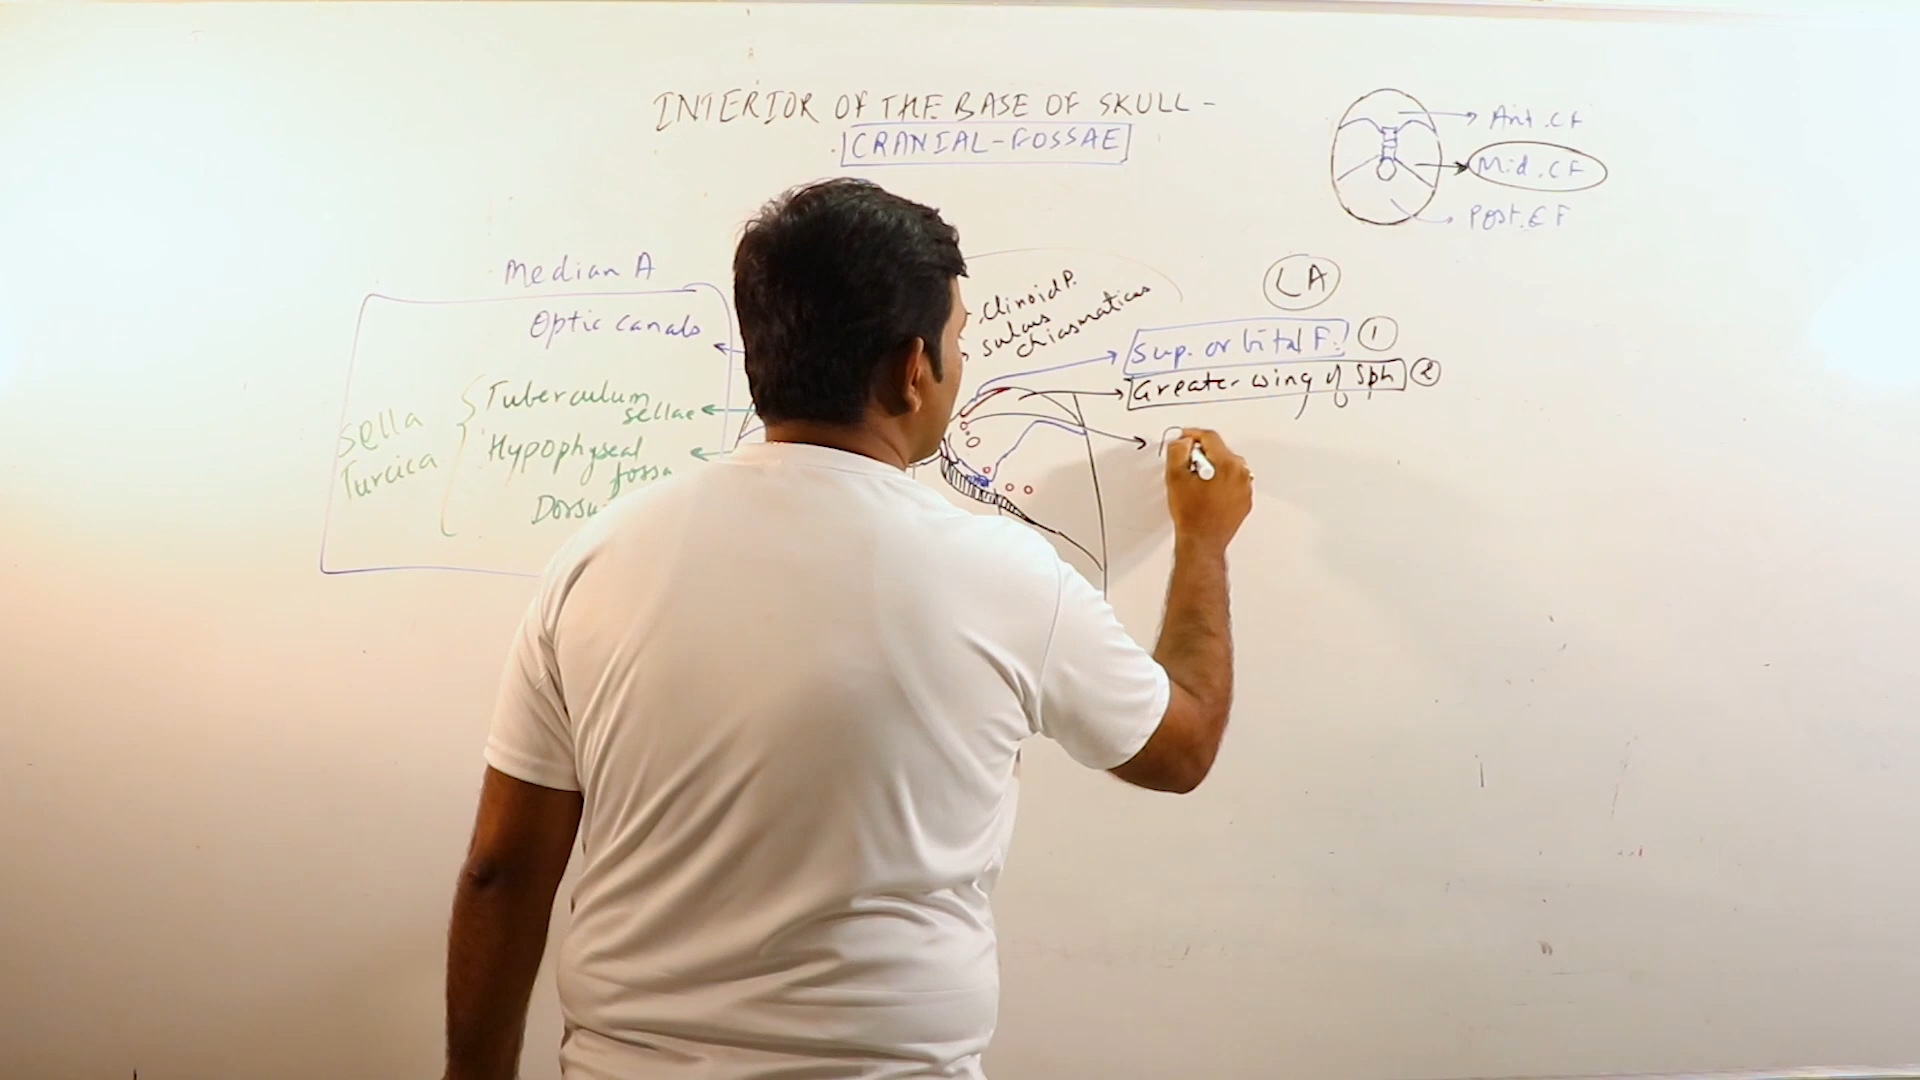 INTERIOR OF THE BASE OF SKULL -
CRANIAL-FOSSAE
Ant. CF
Mid. CF
Post. CF
Median A
Optic canals
Sella
Turcica
Tuberculum
sellae
Hypophyseal
fossa
Dorsu
Clinoid P.
sulcus
chiasmaticus
LA
Sup. orbital F. 1
Greater wing of Sph 2